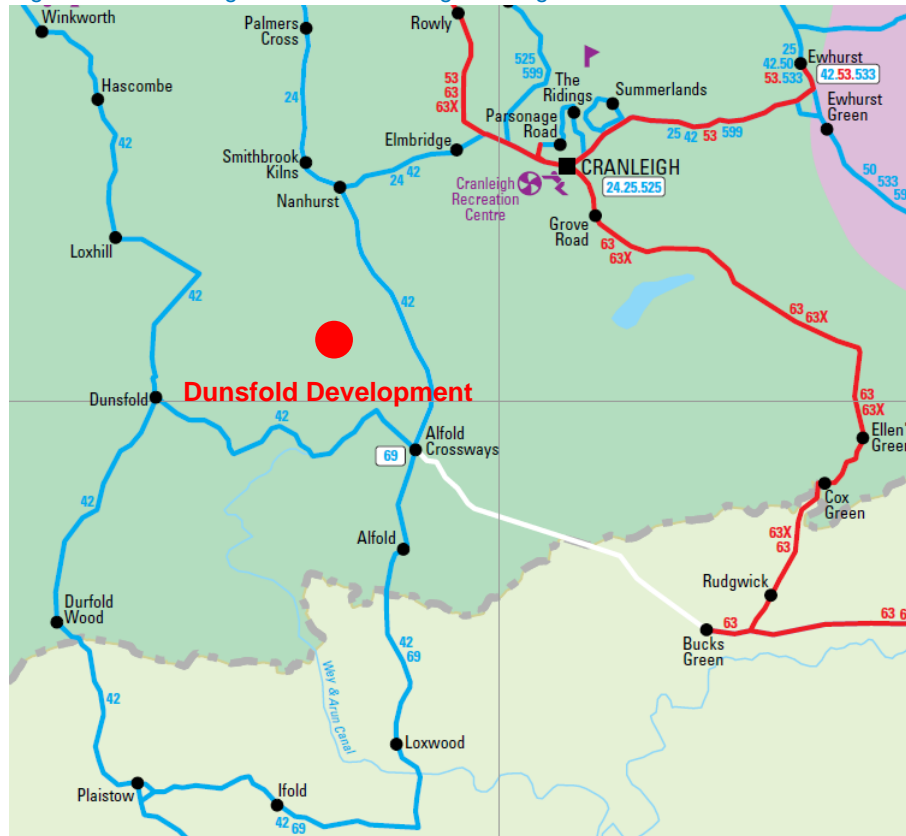 Winkworth
Palmers
Cross
Rowly
525
599
25
42.50
53.533
Ewhurst
42.53.533
Hascombe
24
53
63
63X
The
Ridings
Summerlands
Parsonage
Road
Ewhurst
Green
25 42 53 599
Elmbridge
42
Smithbrook
Kilns
24 42
Nanhurst
CRANLEIGH
24.25.525
Cranleigh
Recreation
Centre
50
533
Grove
Road
Loxhill
63
63X
42
42
63
63X
Dunsfold Development
Dunsfold
63
63X
42
Alfold
Crossways
69
Ellen'
Green
Cox
Green
42
63X
63
Alfold
Rudgwick
Durfold
Wood
63
63
Bucks
Green
42
69
Wey & Arun Canal
42
Loxwood
Plaistow
Ifold
42 69